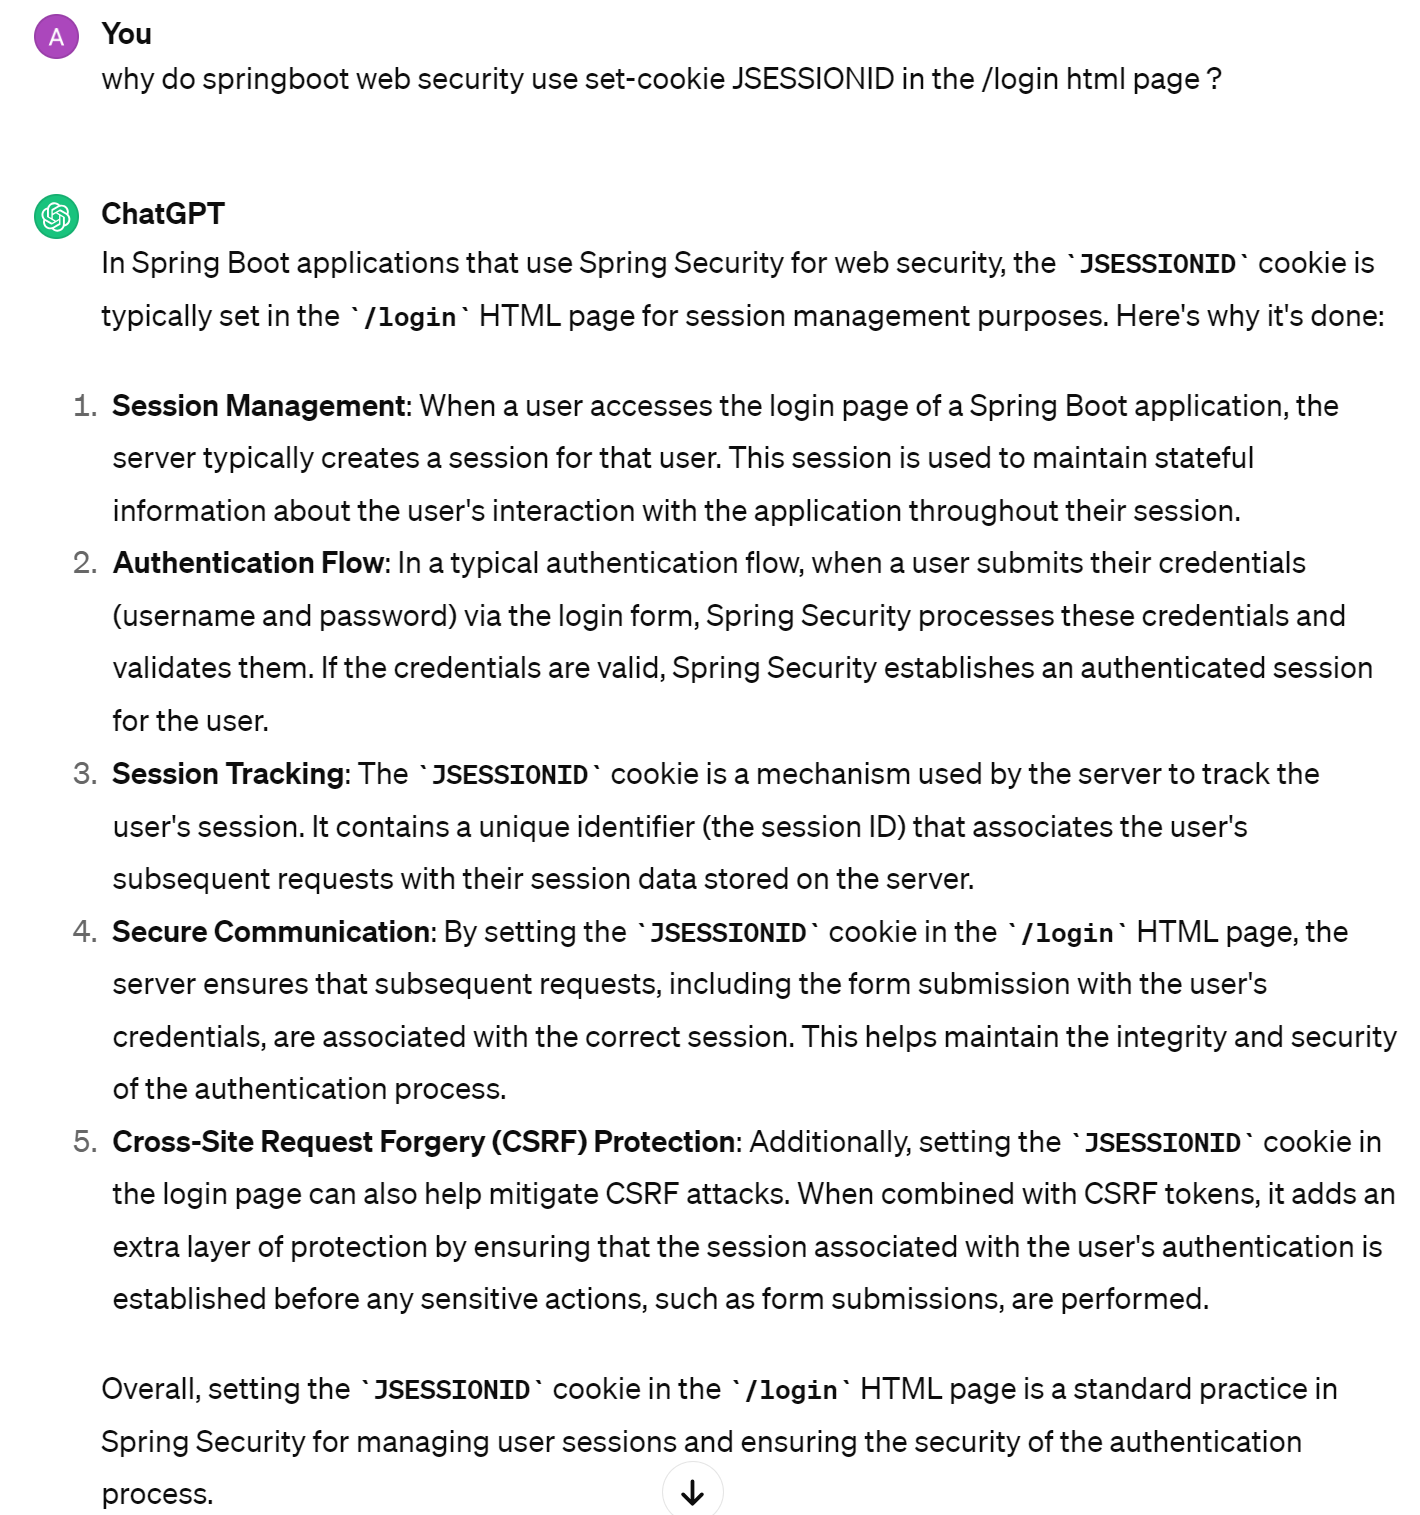 A
You
why do springboot web security use set-cookie JSESSIONID in the /login html page ?
ChatGPT
In Spring Boot applications that use Spring Security for web security, the `JSESSIONID` cookie is
typically set in the `/login` HTML page for session management purposes. Here's why it's done:
1. Session Management: When a user accesses the login page of a Spring Boot application, the
server typically creates a session for that user. This session is used to maintain stateful
information about the user's interaction with the application throughout their session.
2. Authentication Flow: In a typical authentication flow, when a user submits their credentials
(username and password) via the login form, Spring Security processes these credentials and
validates them. If the credentials are valid, Spring Security establishes an authenticated session
for the user.
3. Session Tracking: The `JSESSIONID` cookie is a mechanism used by the server to track the
user's session. It contains a unique identifier (the session ID) that associates the user's
subsequent requests with their session data stored on the server.
4. Secure Communication: By setting the `JSESSIONID` cookie in the `/login` HTML page, the
server ensures that subsequent requests, including the form submission with the user's
credentials, are associated with the correct session. This helps maintain the integrity and security
of the authentication process.
5. Cross-Site Request Forgery (CSRF) Protection: Additionally, setting the `JSESSIONID` cookie in
the login page can also help mitigate CSRF attacks. When combined with CSRF tokens, it adds an
extra layer of protection by ensuring that the session associated with the user's authentication is
established before any sensitive actions, such as form submissions, are performed.
Overall, setting the `JSESSIONID` cookie in the `/login` HTML page is a standard practice in
Spring Security for managing user sessions and ensuring the security of the authentication
process.